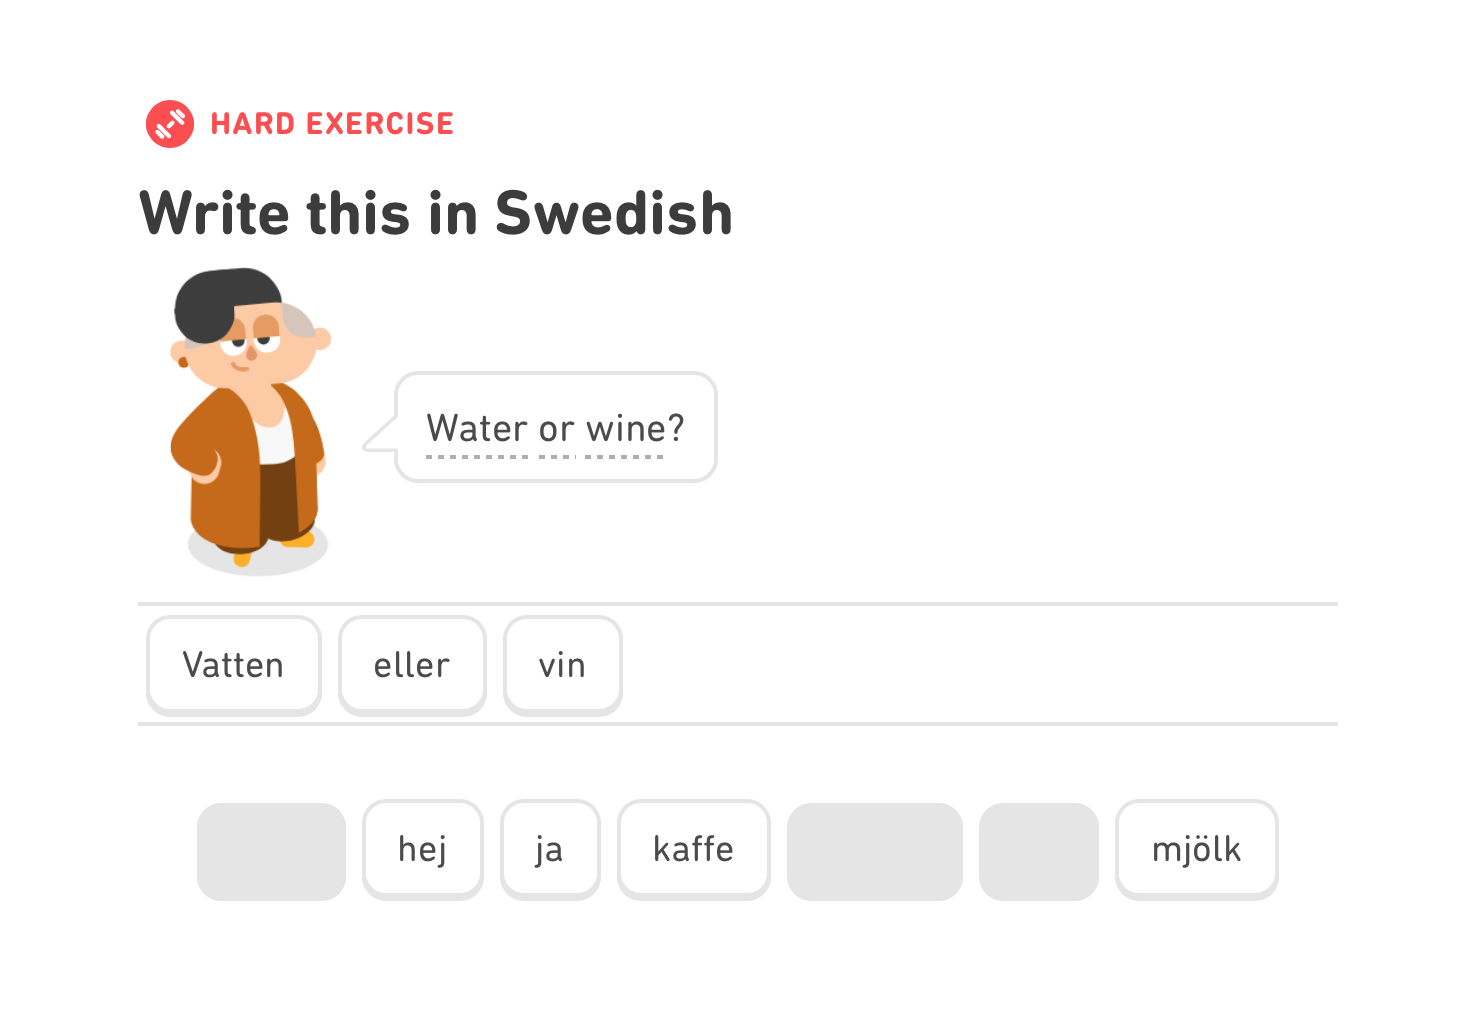 HARD EXERCISE
Write this in Swedish
Water or wine?
Vatten eller vin
hej ja kaffe mjölk